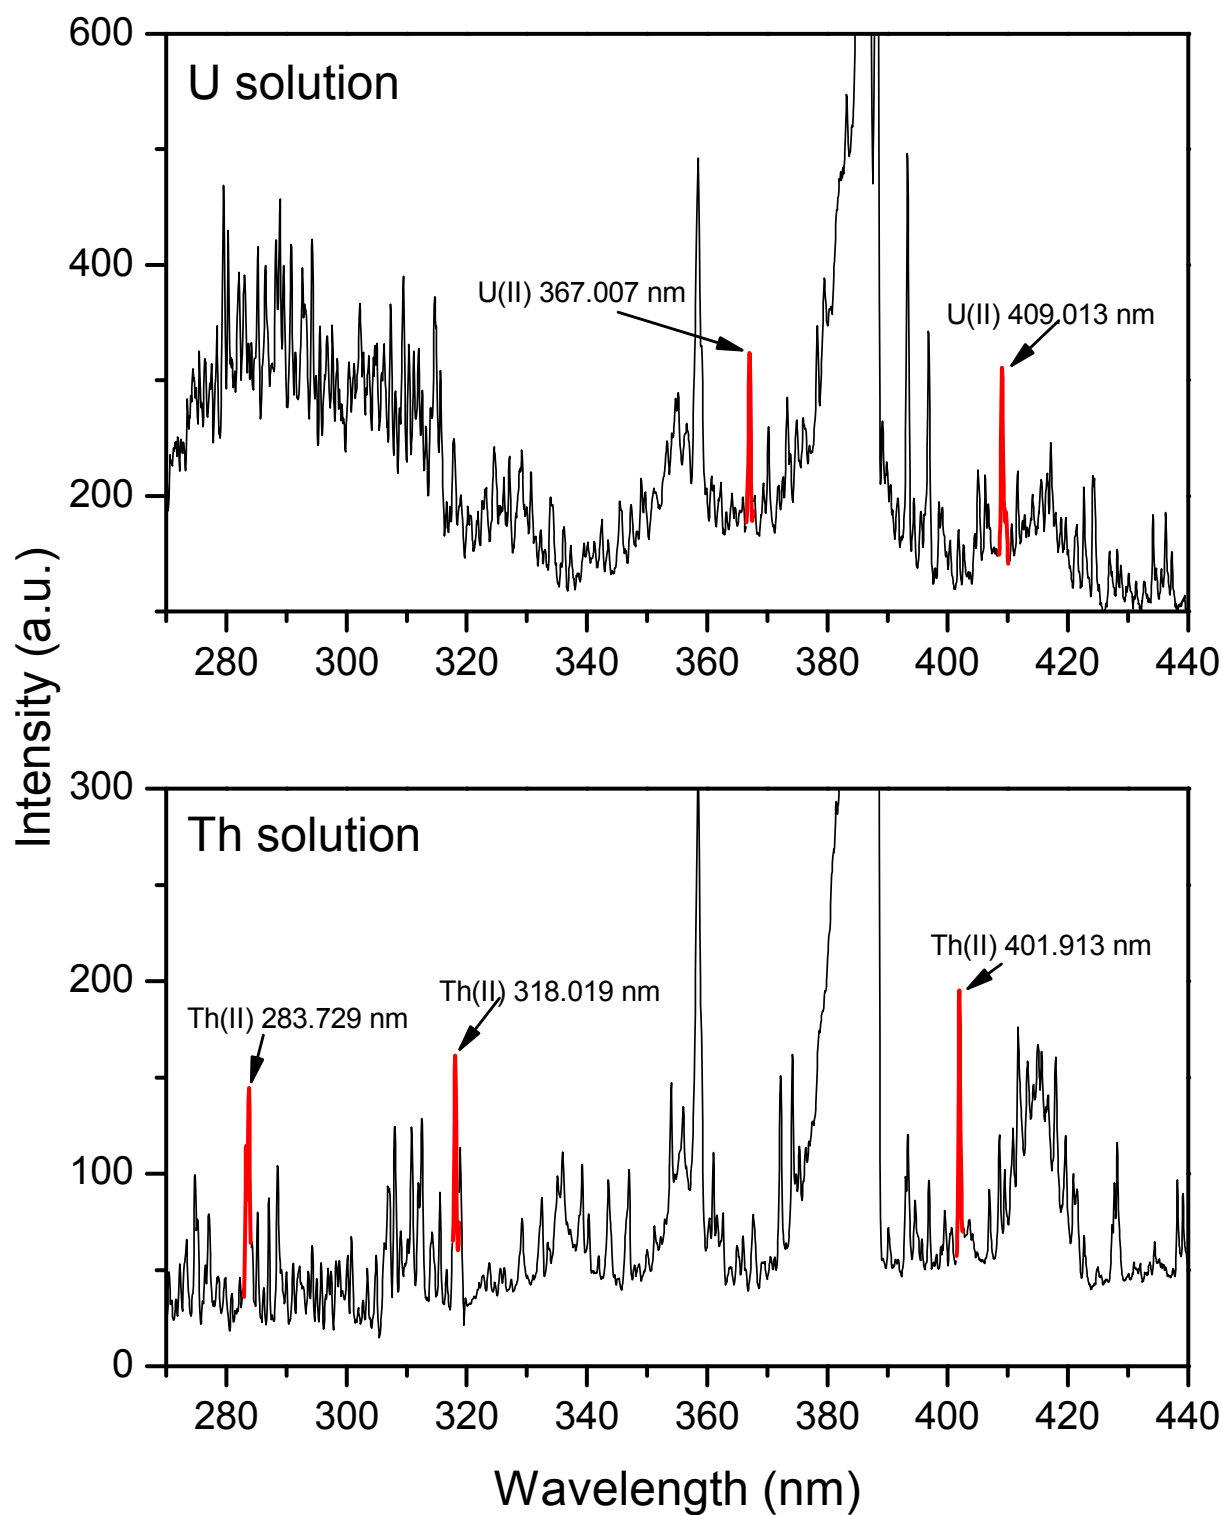 600
U solution
400
U(II) 367.007 nm
U(II) 409.013 nm
200
280 300 320 340 360 380 400 420 440
Intensity (a.u.)
300
Th solution
Th(II) 401.913 nm
200
Th(II) 318.019 nm
Th(II) 283.729 nm
100
0
280 300 320 340 360 380 400 420 440
Wavelength (nm)